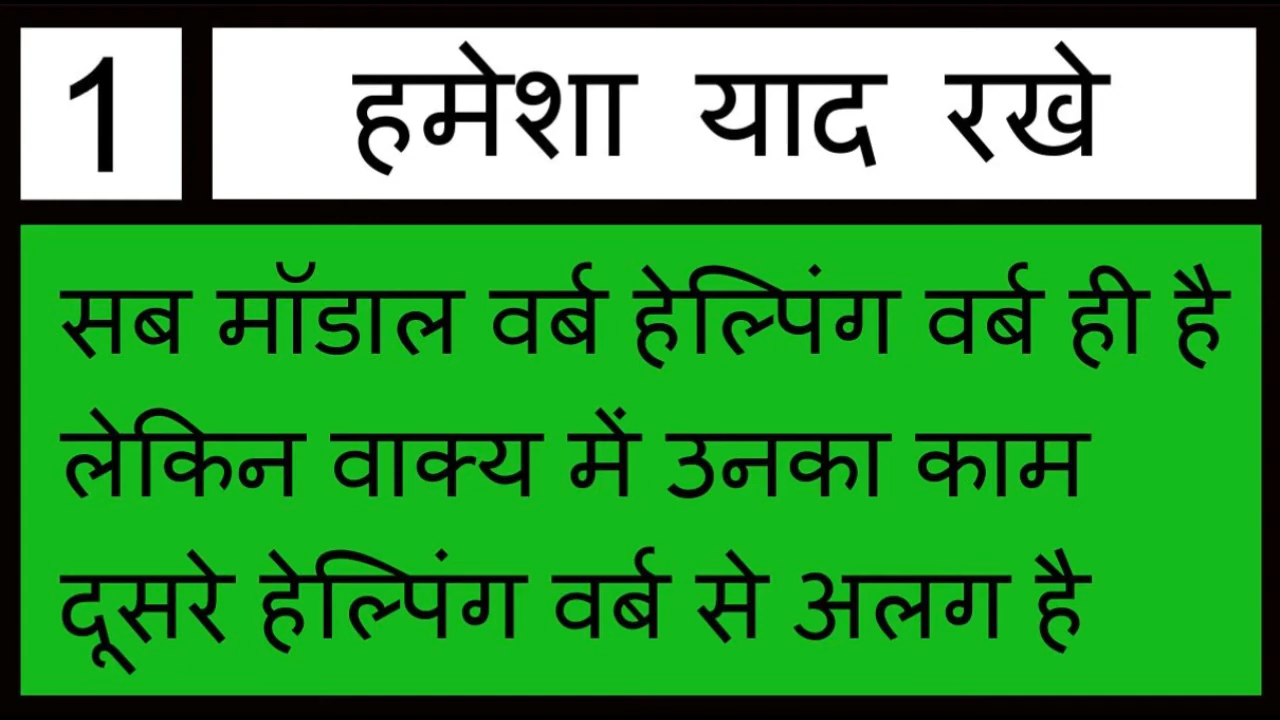 1
हमेशा याद रखे
सब मॉडाल वर्ब हेल्पिंग वर्ब ही है
लेकिन वाक्य में उनका काम
दूसरे हेल्पिंग वर्ब से अलग है